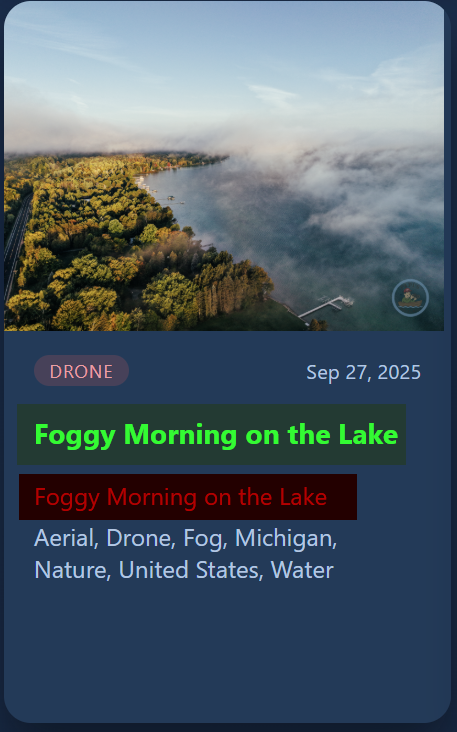 DRONE
Sep 27, 2025
Foggy Morning on the Lake
Foggy Morning on the Lake
Aerial, Drone, Fog, Michigan,
Nature, United States, Water